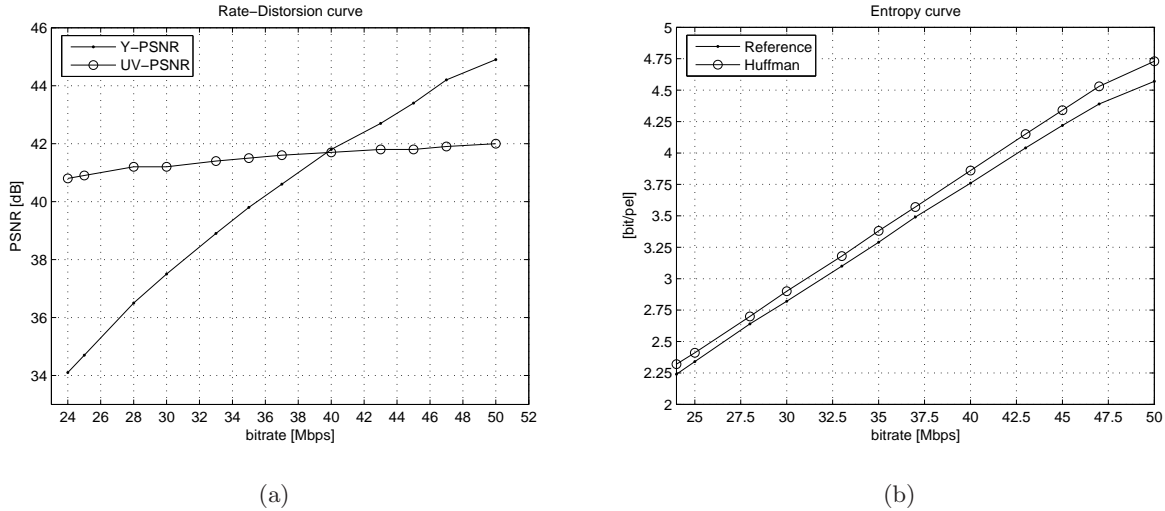 Rate−Distorsion curve
46
44
42
40
38
36
34
PSNR [dB]
Y−PSNR
UV−PSNR
24 26 28 30 32 34 36 38 40 42 44 46 48 50 52
bitrate [Mbps]
(a)
Entropy curve
5
4.75
4.5
4.25
4
3.75
3.5
3.25
3
2.75
2.5
2.25
2
[bit/pel]
Reference
Huffman
25 27.5 30 32.5 35 37.5 40 42.5 45 47.5 50
bitrate [Mbps]
(b)